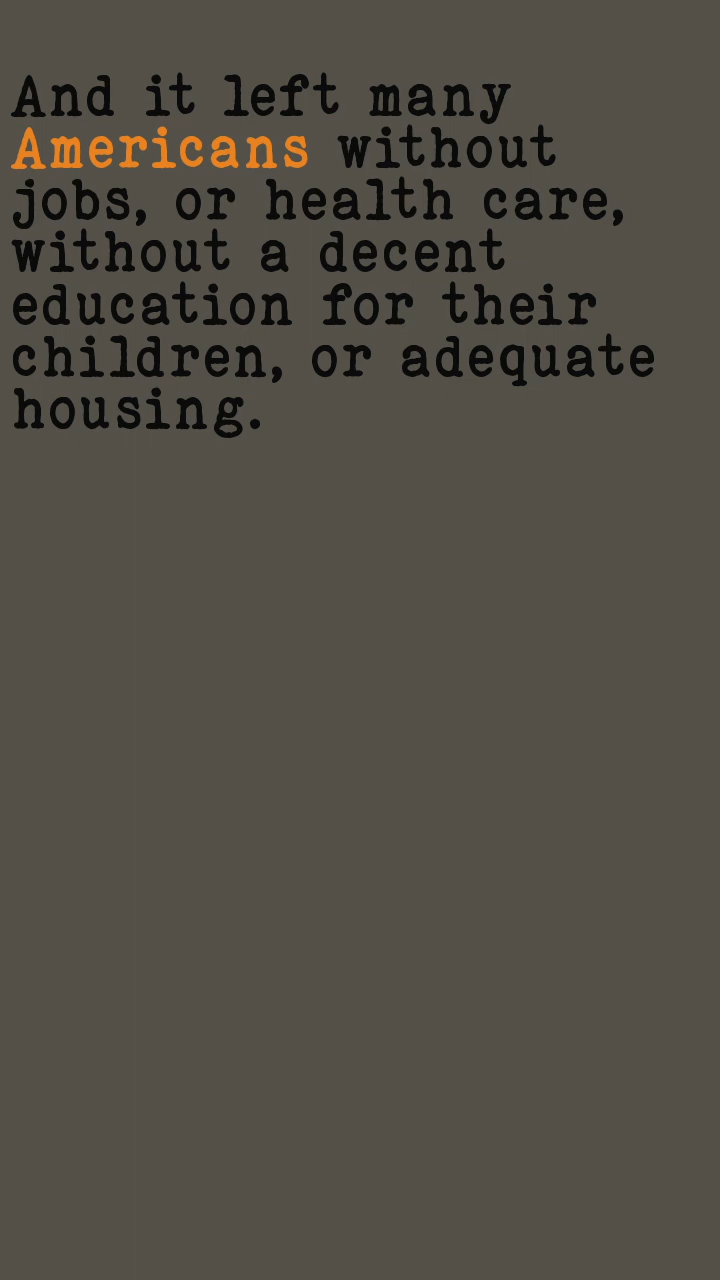 And it left many
Americans without
jobs, or health care,
without a decent
education for their
children, or adequate
housing.